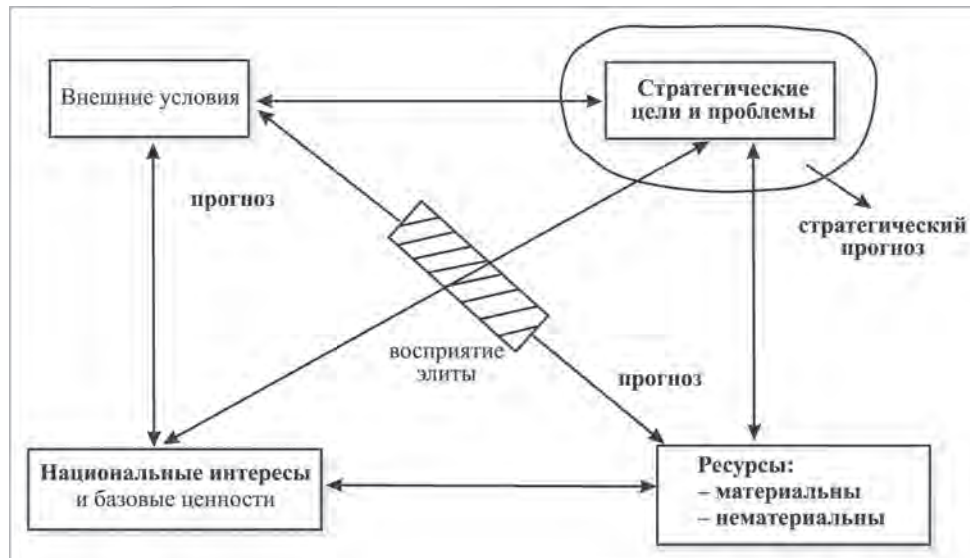 Внешние условия
Стратегические
цели и проблемы
прогноз
стратегический
прогноз
восприятие
элиты
прогноз
Национальные интересы
и базовые ценности
Ресурсы:
– материальны
– нематериальны